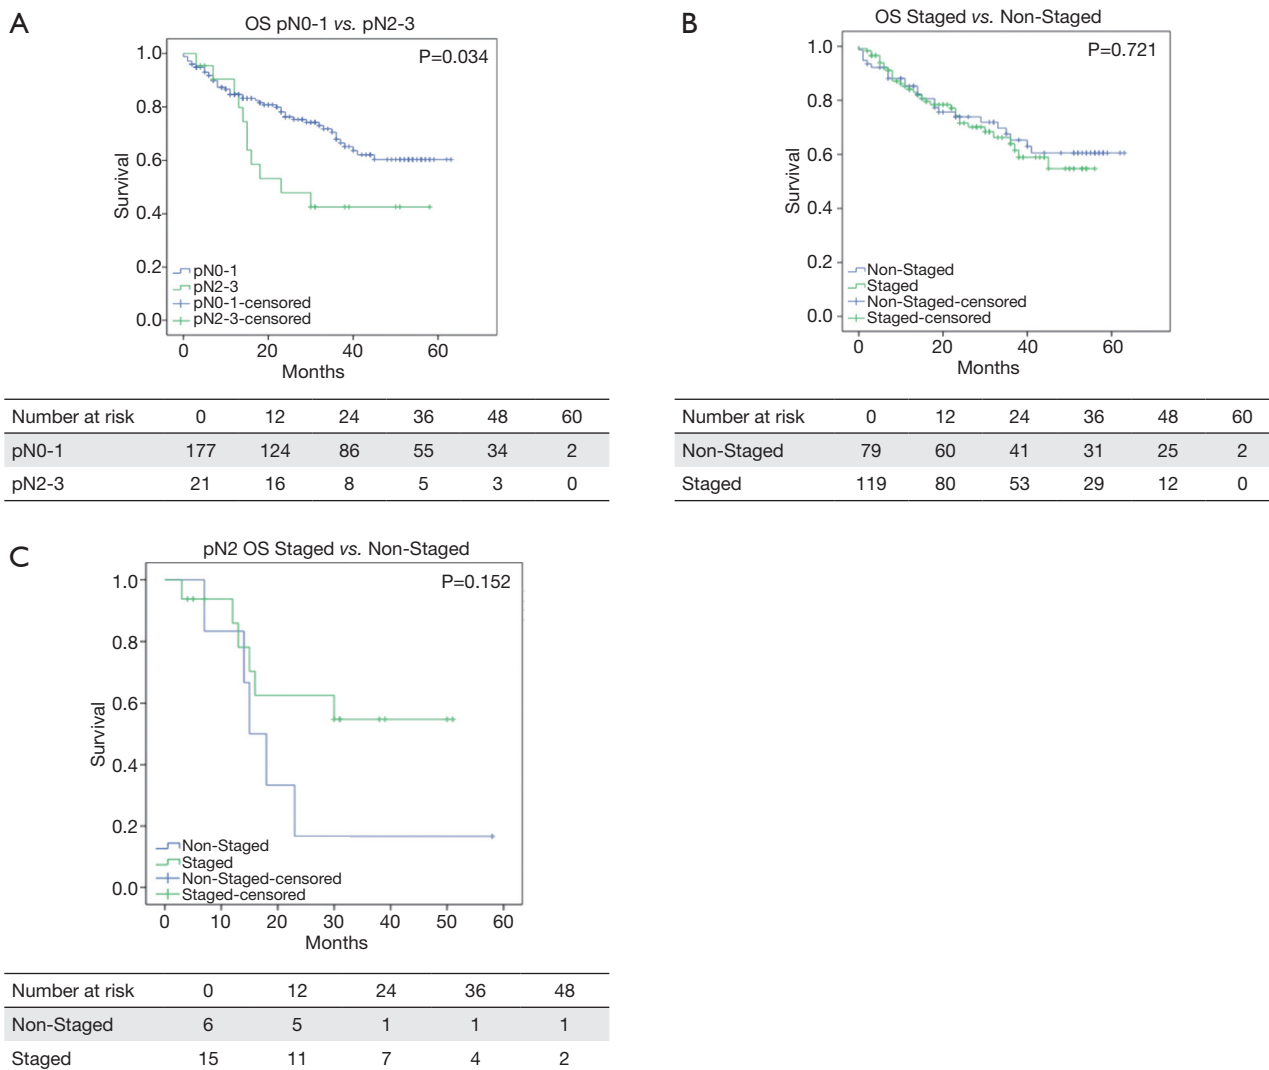 A
OS pN0-1 vs. pN2-3
P=0.034
1.0
0.8
0.6
0.4
0.2
0.0
Survival
pN0-1
pN2-3
pN0-1-censored
pN2-3-censored
0 20 40 60
Months
Number at risk 0 12 24 36 48 60
pN0-1 177 124 86 55 34 2
pN2-3 21 16 8 5 3 0
B
OS Staged vs. Non-Staged
P=0.721
1.0
0.8
0.6
0.4
0.2
0.0
Survival
Non-Staged
Staged
Non-Staged-censored
Staged-censored
0 20 40 60
Months
Number at risk 0 12 24 36 48 60
Non-Staged 79 60 41 31 25 2
Staged 119 80 53 29 12 0
C
pN2 OS Staged vs. Non-Staged
P=0.152
1.0
0.8
0.6
0.4
0.2
0.0
Survival
Non-Staged
Staged
Non-Staged-censored
Staged-censored
0 10 20 30 40 50 60
Months
Number at risk 0 12 24 36 48
Non-Staged 6 5 1 1 1
Staged 15 11 7 4 2